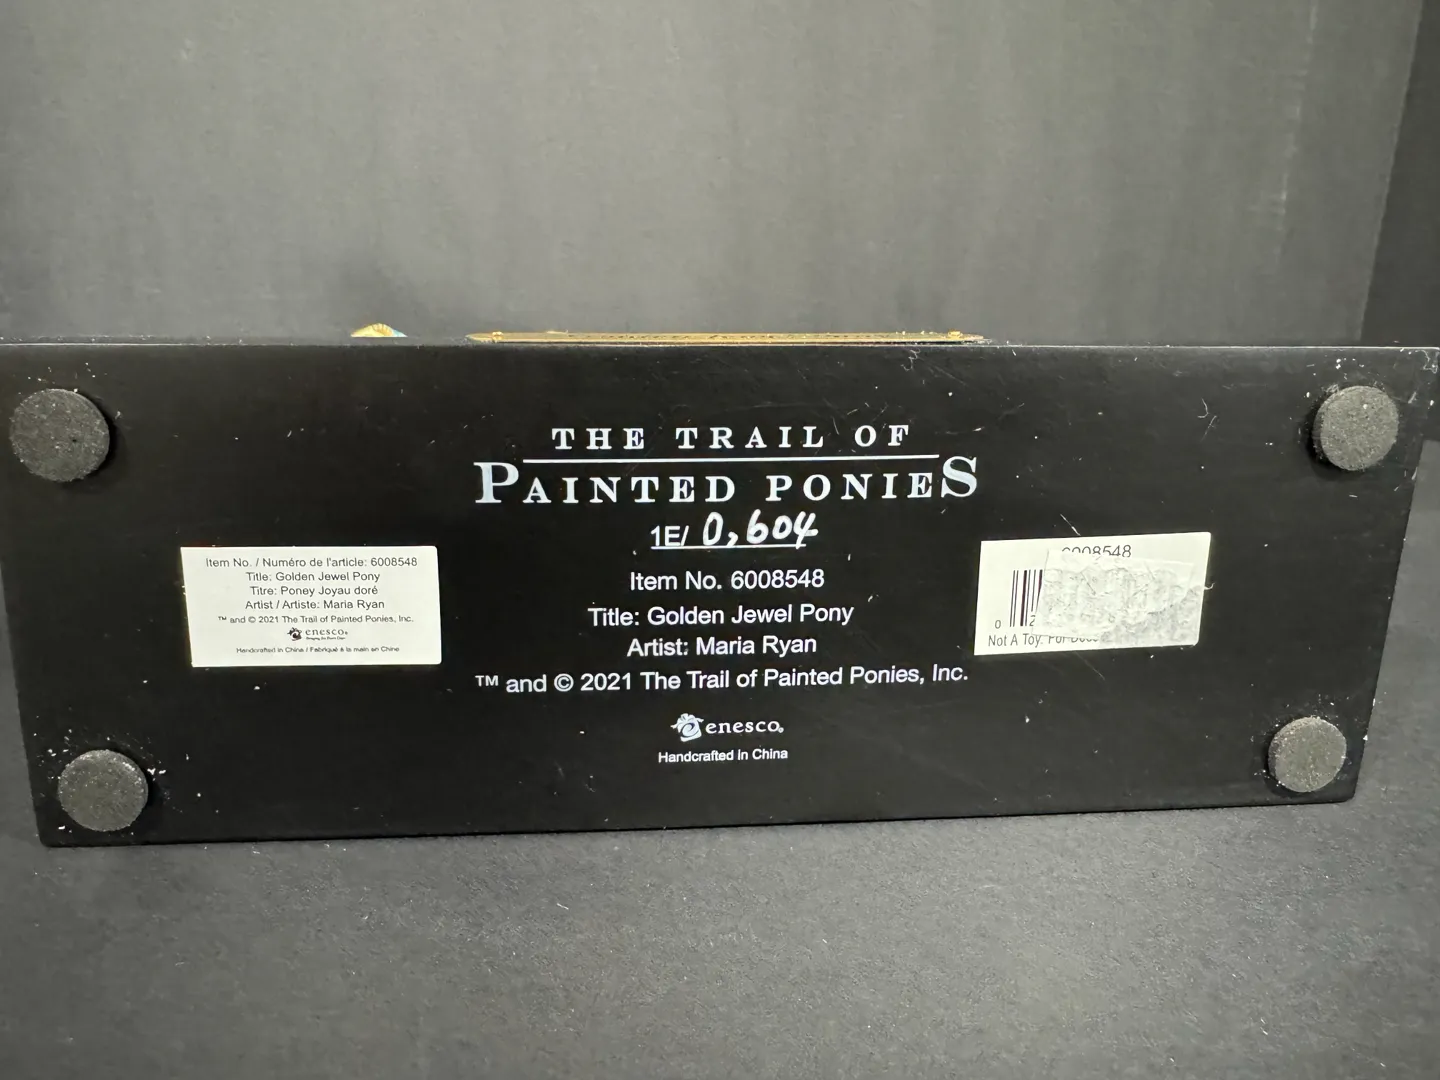 THE TRAIL OF
PAINTED PONIES
1E/ 0,604
Item No. 6008548
Title: Golden Jewel Pony
Artist: Maria Ryan
™ and © 2021 The Trail of Painted Ponies, Inc.
enesco®
Handcrafted in China
Item No. / Numéro de l'article: 6008548
Title: Golden Jewel Pony
Titre: Poney Joyau doré
Artist / Artiste: Maria Ryan
™ and © 2021 The Trail of Painted Ponies, Inc.
enesco®
Handcrafted in China / Fabriqué à la main en Chine
6008548
0
Not A Toy. For